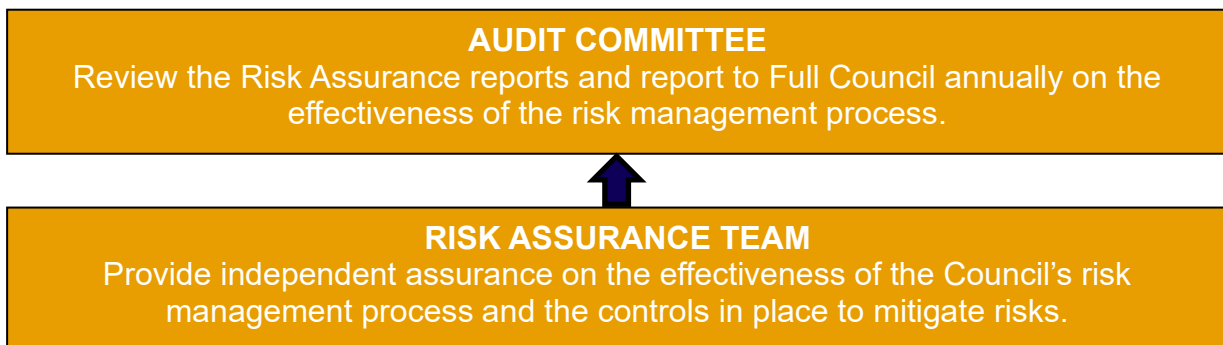 AUDIT COMMITTEE
Review the Risk Assurance reports and report to Full Council annually on the
effectiveness of the risk management process.
RISK ASSURANCE TEAM
Provide independent assurance on the effectiveness of the Council’s risk
management process and the controls in place to mitigate risks.